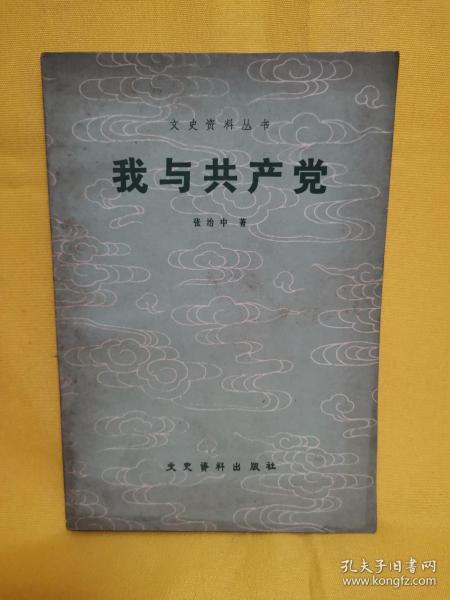 文史资料丛书
我与共产党
张治中 著
文史资料出版社
孔夫子旧书网
www.kongfz.com